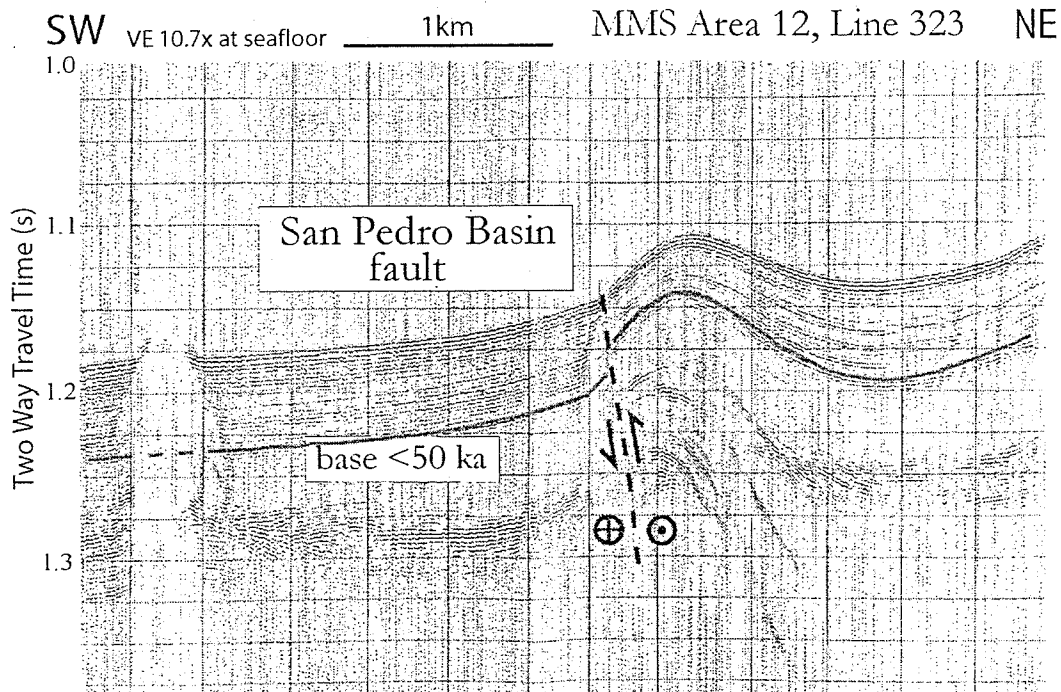 SW VE 10.7x at seafloor 1km MMS Area 12, Line 323 NE
1.0
1.1
1.2
1.3
Two Way Travel Time (s)
San Pedro Basin
fault
base <50 ka